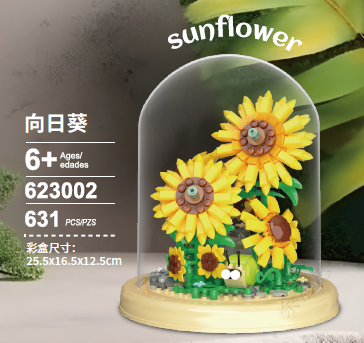 sunflower
向日葵
6+ Ages/
edades
623002
631 PCS/PZS
彩盒尺寸:
25.5x16.5x12.5cm